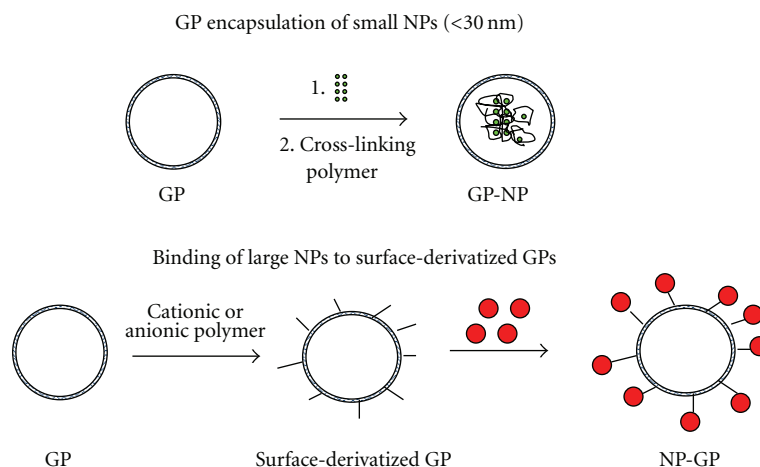 GP encapsulation of small NPs (<30 nm)
1.
2. Cross-linking
polymer
GP
GP-NP
Binding of large NPs to surface-derivatized GPs
Cationic or
anionic polymer
GP
Surface-derivatized GP
NP-GP